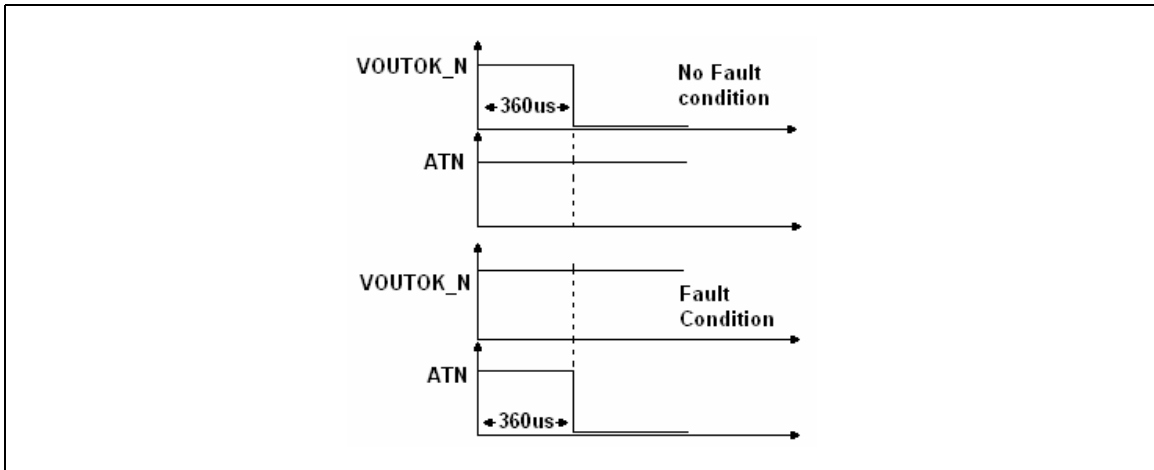 VOUTOK_N
No Fault
condition
360us
ATN
VOUTOK_N
Fault
Condition
ATN
360us